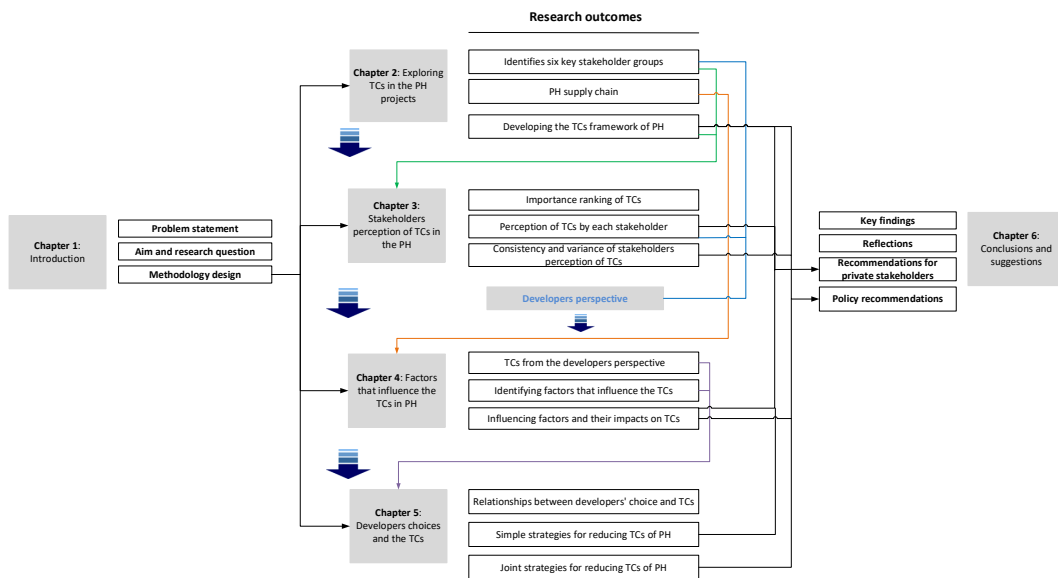 Research outcomes
Chapter 2: Exploring
TCs in the PH
projects
Identifies six key stakeholder groups
PH supply chain
Developing the TCs framework of PH
Chapter 3:
Stakeholders
perception of TCs in
the PH
Importance ranking of TCs
Perception of TCs by each stakeholder
Consistency and variance of stakeholders
perception of TCs
Chapter 1:
Introduction
Problem statement
Aim and research question
Methodology design
Key findings
Reflections
Recommendations for
private stakeholders
Policy recommendations
Chapter 6:
Conclusions and
suggestions
Developers perspective
Chapter 4: Factors
that influence the
TCs in PH
TCs from the developers perspective
Identifying factors that influence the TCs
Influencing factors and their impacts on TCs
Chapter 5:
Developers choices
and the TCs
Relationships between developers' choice and TCs
Simple strategies for reducing TCs of PH
Joint strategies for reducing TCs of PH